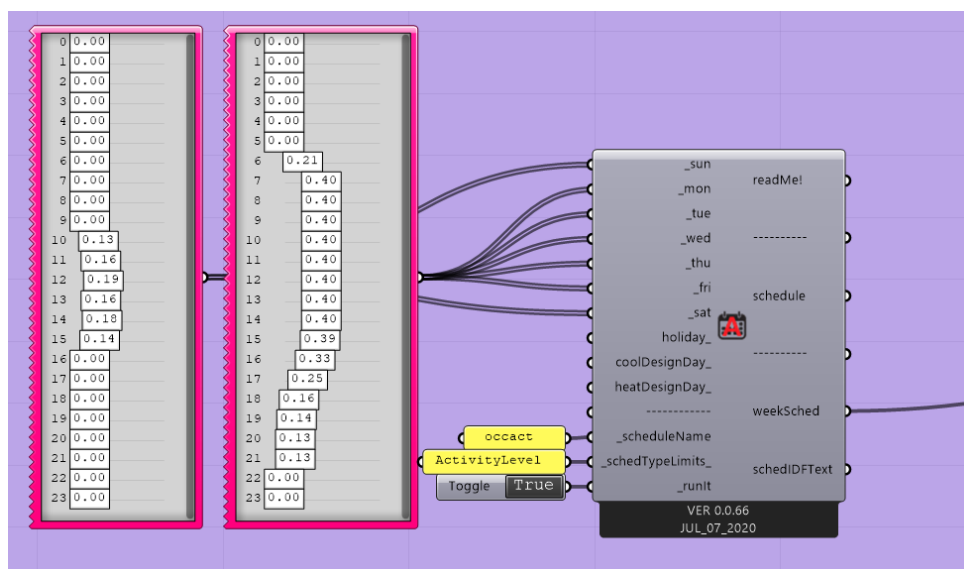 0 0.00
1 0.00
2 0.00
3 0.00
4 0.00
5 0.00
6 0.00
7 0.00
8 0.00
9 0.00
10 0.13
11 0.16
12 0.19
13 0.16
14 0.18
15 0.14
16 0.00
17 0.00
18 0.00
19 0.00
20 0.00
21 0.00
22 0.00
23 0.00
0 0.00
1 0.00
2 0.00
3 0.00
4 0.00
5 0.00
6 0.21
7 0.40
8 0.40
9 0.40
10 0.40
11 0.40
12 0.40
13 0.40
14 0.40
15 0.39
16 0.33
17 0.25
18 0.16
19 0.14
20 0.13
21 0.13
22 0.00
23 0.00
occact
ActivityLevel
Toggle True
_sun
_mon
_tue
_wed
_thu
_fri
_sat
holiday_
coolDesignDay_
heatDesignDay_
------------
_scheduleName
_schedTypeLimits_
_runIt
A
readMe!
----------
schedule
----------
weekSched
schedIDFText
VER 0.0.66
JUL_07_2020